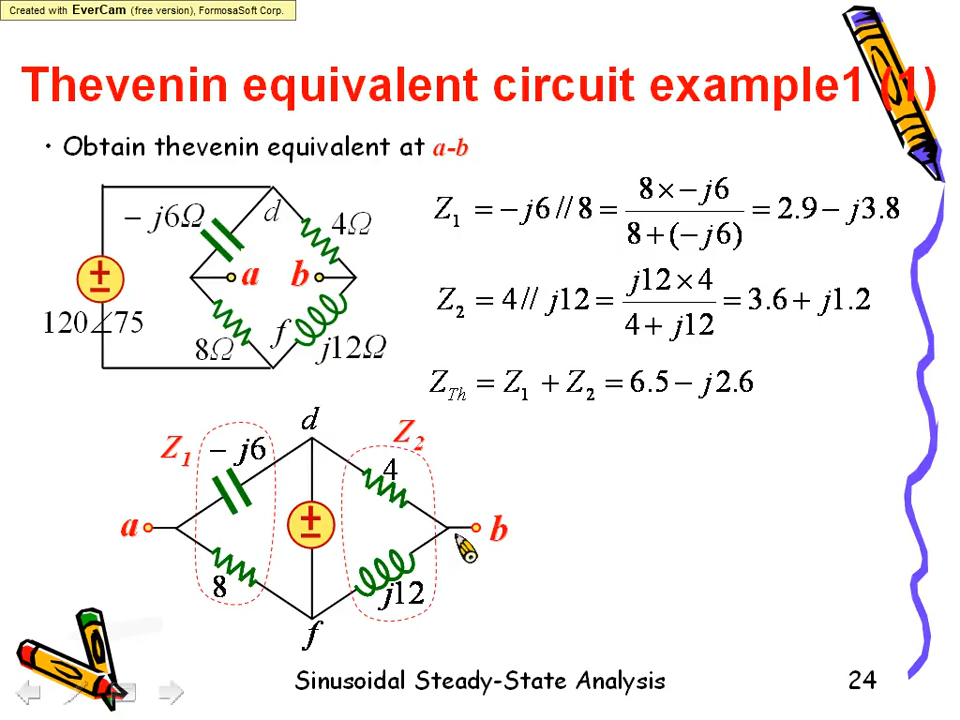 Created with EverCam (free version), FormosaSoft Corp.
Thevenin equivalent circuit example1 (1)
· Obtain thevenin equivalent at a-b
− j6Ω
d
4Ω
a
b
120∠75
8Ω
f
j12Ω
Z1 = −j6 // 8 = 8 × −j6 / 8 + (−j6) = 2.9 − j3.8
Z2 = 4 // j12 = j12 × 4 / 4 + j12 = 3.6 + j1.2
ZTh = Z1 + Z2 = 6.5 − j2.6
d
Z1
− j6
Z2
4
a
b
8
j12
f
Sinusoidal Steady-State Analysis
24